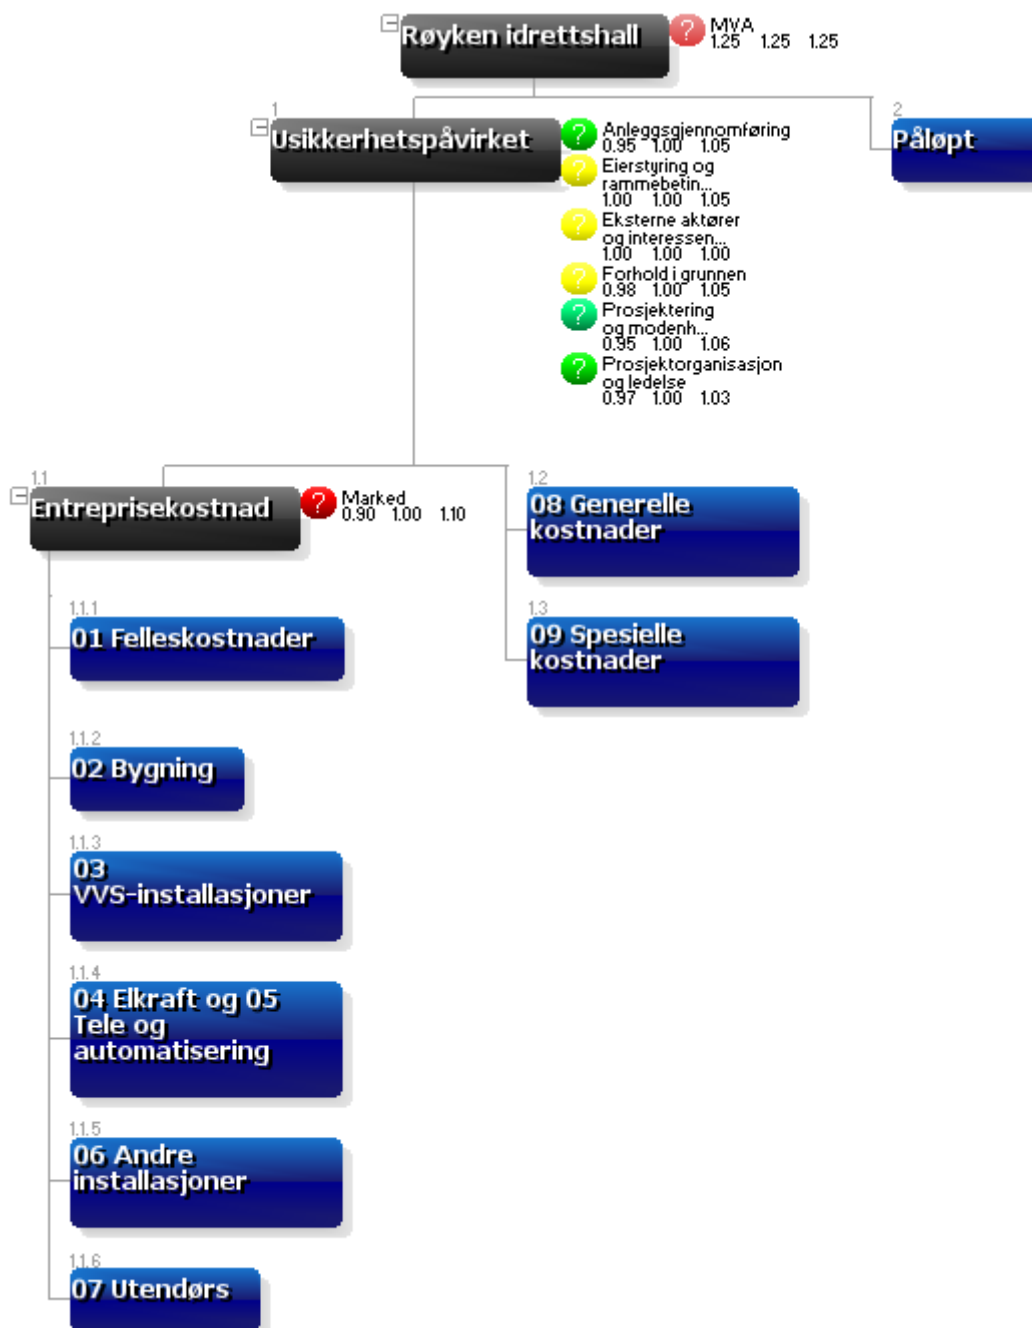 Røyken idrettshall
MVA
1.25 1.25 1.25
1
Usikkerhetspåvirket
Anleggsgjennomføring
0.95 1.00 1.05
Eierstyring og
rammebetin...
1.00 1.00 1.05
Eksterne aktører
og interessen...
1.00 1.00 1.00
Forhold i grunnen
0.98 1.00 1.05
Prosjektering
og modenh...
0.95 1.00 1.06
Prosjektorganisasjon
og ledelse
0.97 1.00 1.03
2
Påløpt
1.1
Entreprisekostnad
Marked
0.90 1.00 1.10
1.2
08 Generelle
kostnader
1.3
09 Spesielle
kostnader
1.1.1
01 Felleskostnader
1.1.2
02 Bygning
1.1.3
03
VVS-installasjoner
1.1.4
04 Elkraft og 05
Tele og
automatisering
1.1.5
06 Andre
installasjoner
1.1.6
07 Utendørs